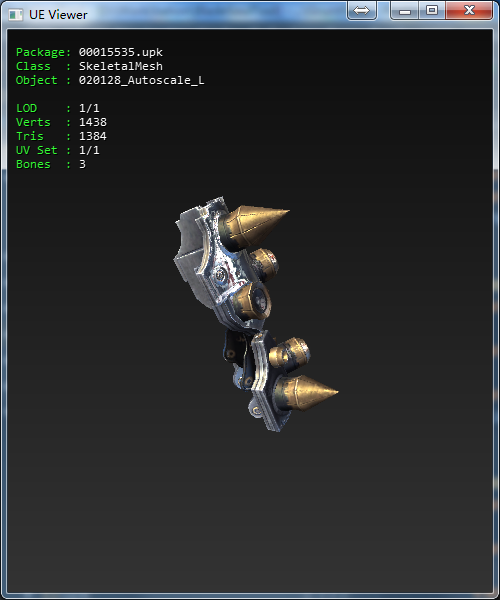 UE Viewer
Package: 00015535.upk
Class : SkeletalMesh
Object : 020128_Autoscale_L
LOD : 1/1
Verts : 1438
Tris : 1384
UV Set : 1/1
Bones : 3